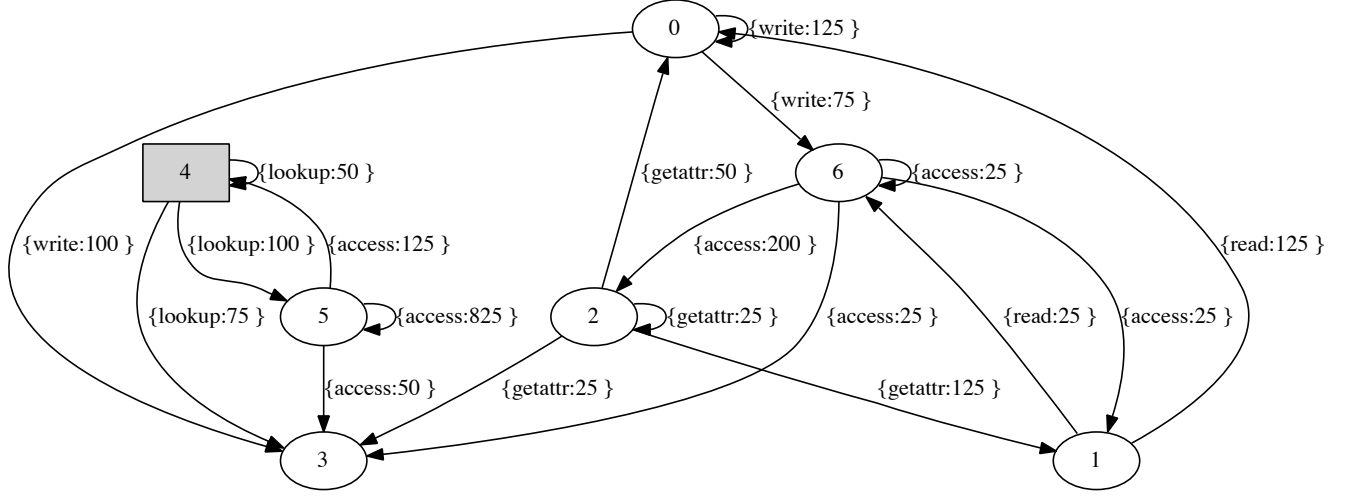 0
{write:125 }
{write:75 }
4
{lookup:50 }
{getattr:50 }
6
{access:25 }
{write:100 }
{lookup:100 }
{access:125 }
{access:200 }
{read:125 }
{lookup:75 }
5
{access:825 }
2
{getattr:25 }
{access:25 }
{read:25 }
{access:25 }
{access:50 }
{getattr:25 }
{getattr:125 }
3
1